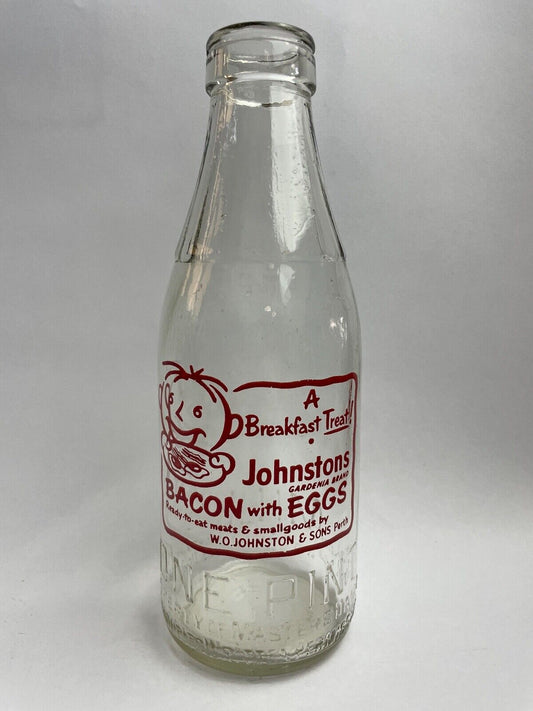 A
Breakfast Treat!
Johnstons
GARDENIA BRAND
BACON with EGGS
Ready-to-eat meats & smallgoods by
W.O. JOHNSTON & SONS Perth
ONE PINT